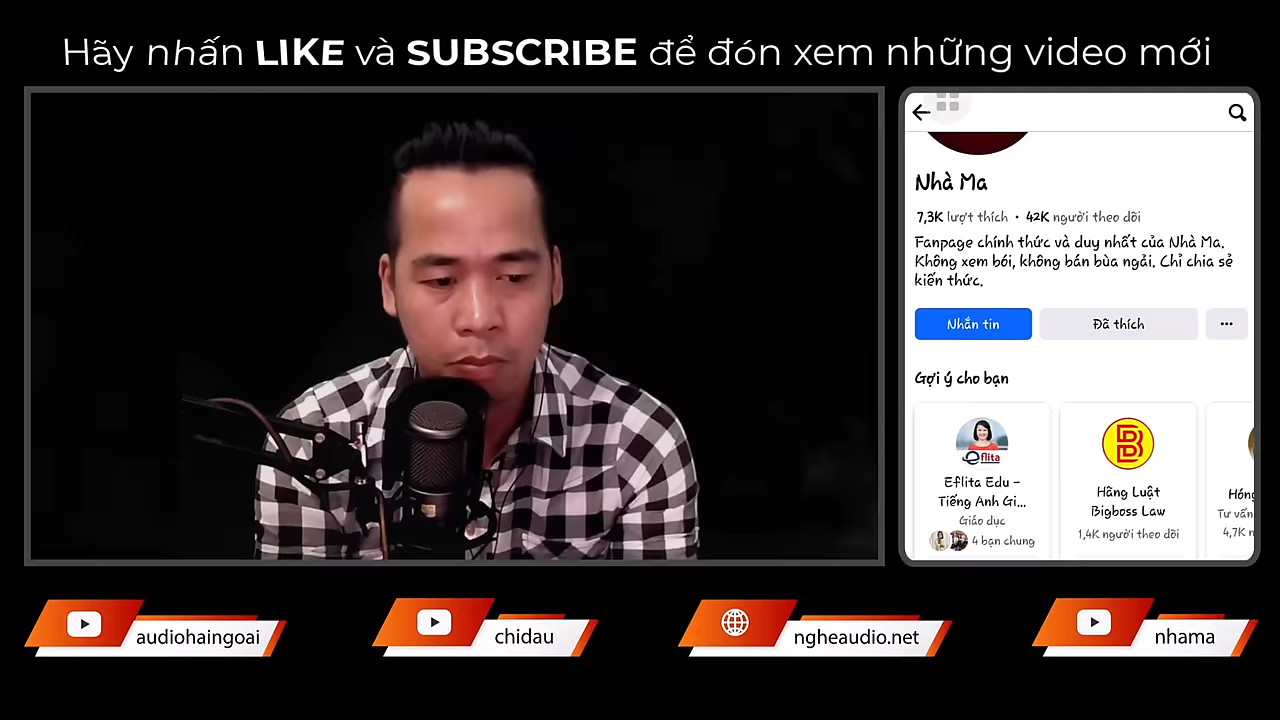 Hãy nhấn LIKE và SUBSCRIBE để đón xem những video mới
Nhà Ma
7,3K lượt thích • 42K người theo dõi
Fanpage chính thức và duy nhất của Nhà Ma.
Không xem bói, không bán bùa ngải. Chỉ chia sẻ
kiến thức.
Nhắn tin
Đã thích
Gợi ý cho bạn
eflita
Eflita Edu –
Tiếng Anh Gi...
Giáo dục
4 bạn chung
Hãng Luật
Bigboss Law
1,4K người theo dõi
Tư vấn
4,7K
audiohaingoai
chidau
ngheaudio.net
nhama